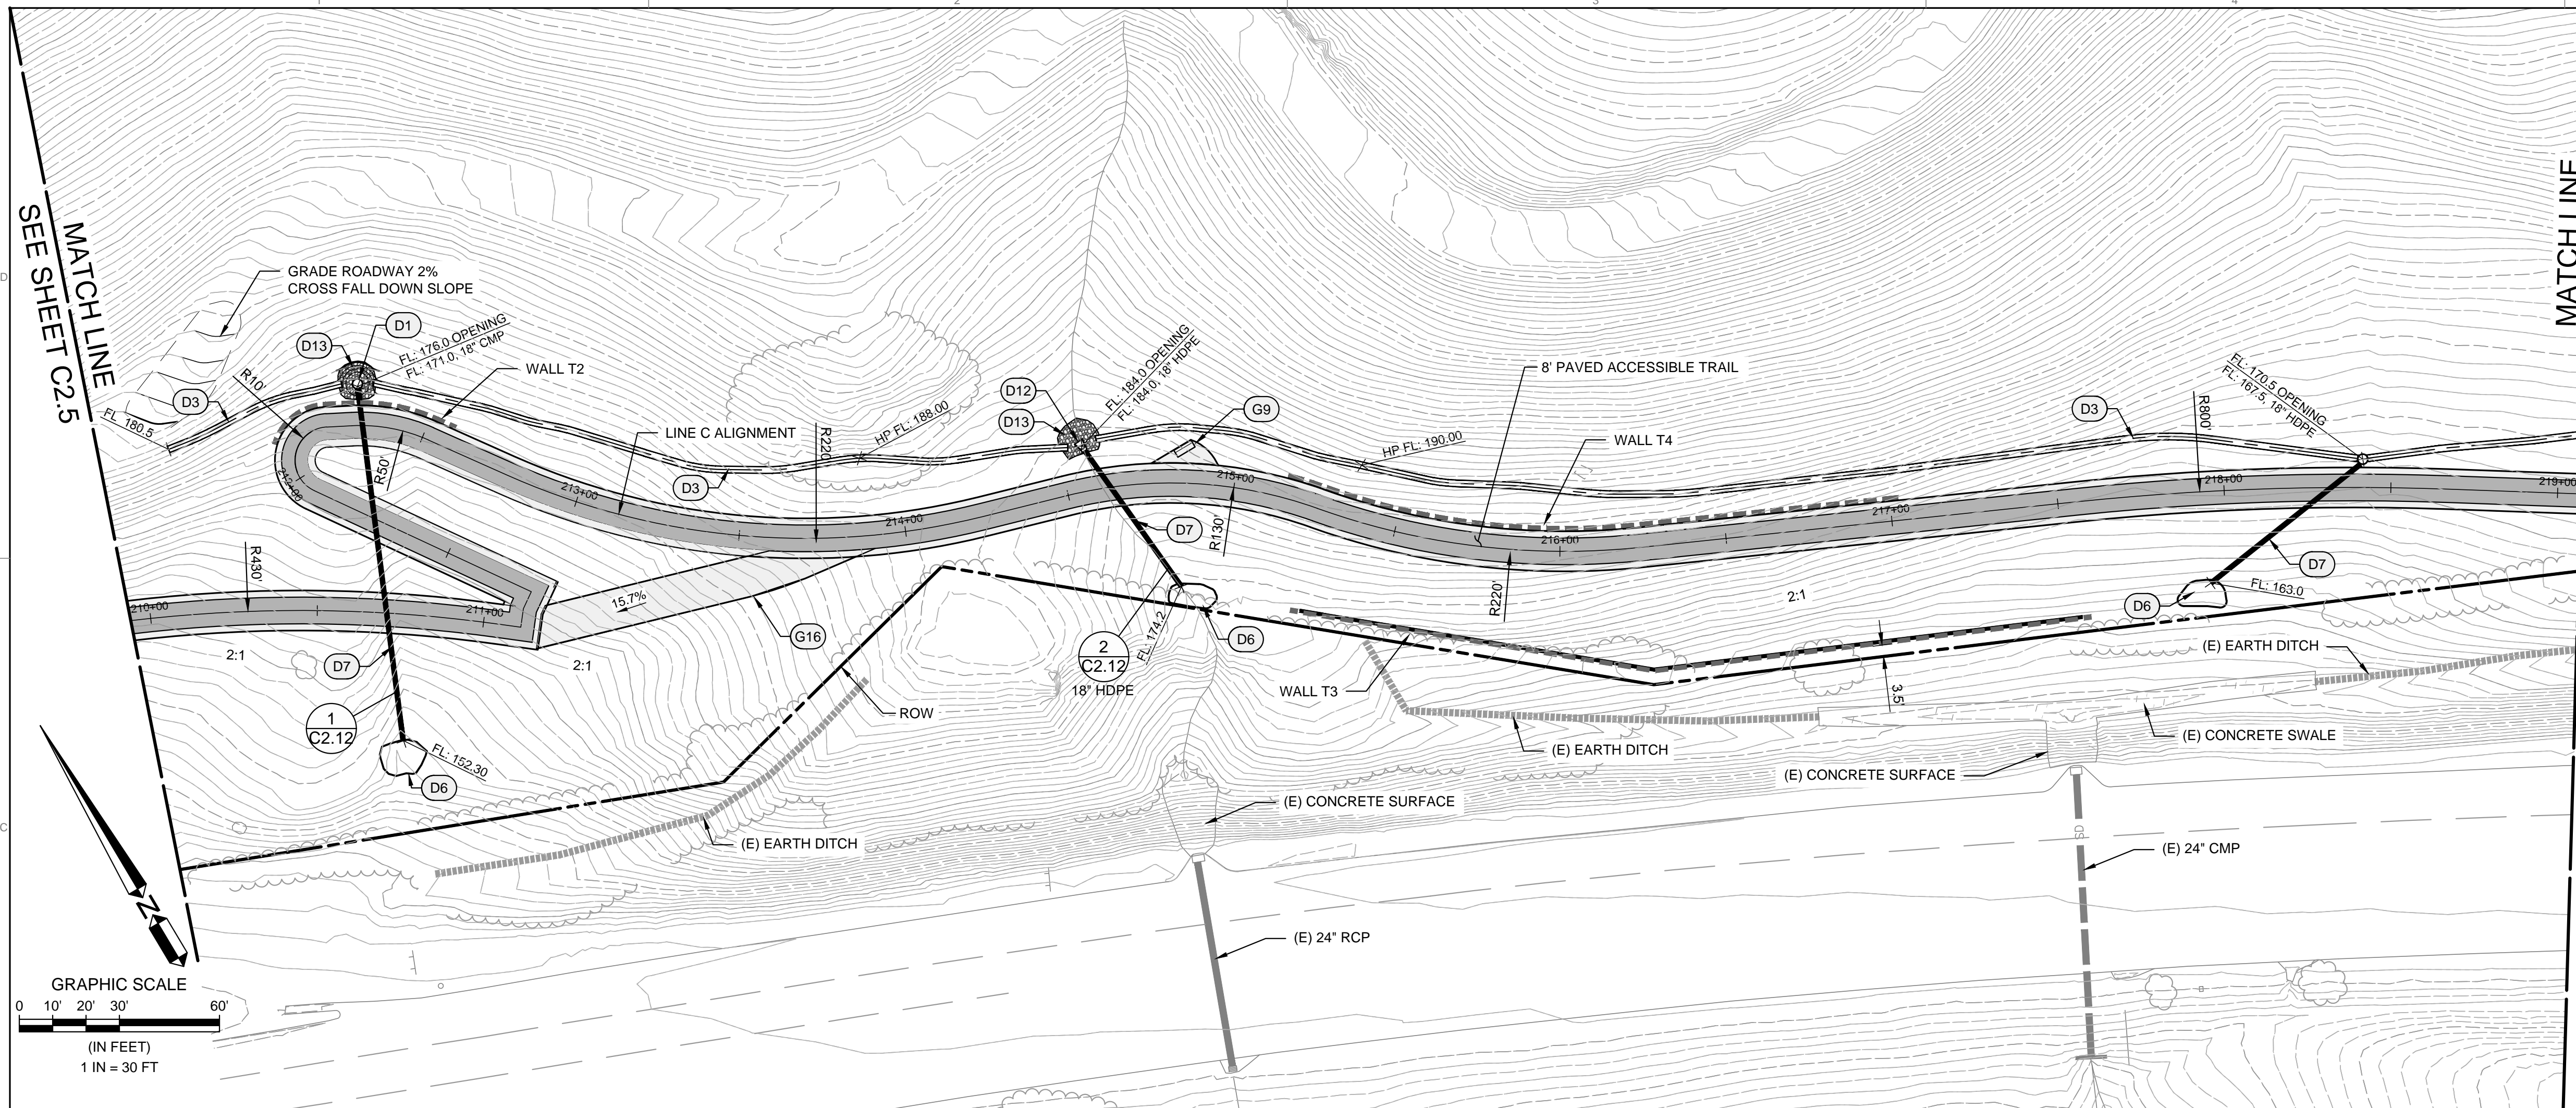 1
2
3
4
D
C
MATCH LINE
SEE SHEET C2.5
MATCH LINE
GRADE ROADWAY 2%
CROSS FALL DOWN SLOPE
D13
D1
FL: 176.0 OPENING
FL: 171.0, 18" CMP
WALL T2
R10'
D3
FL 180.5
R50'
LINE C ALIGNMENT
D3
R220'
HP FL: 188.00
D12
D13
FL: 184.0 OPENING
FL: 184.0, 18" HDPE
G9
HP FL: 190.00
8' PAVED ACCESSIBLE TRAIL
WALL T4
D3
R800'
FL: 170.5 OPENING
FL: 167.5, 18" HDPE
210+00
211+00
212+00
213+00
214+00
215+00
216+00
217+00
218+00
219+00
R430'
15.7%
G16
D7
R130'
R220'
2:1
D7
FL: 163.0
D6
2:1
2:1
D7
1
C2.12
FL: 152.30
D6
ROW
2
C2.12
18" HDPE
FL: 174.2
D6
WALL T3
3.5'
(E) EARTH DITCH
(E) EARTH DITCH
(E) CONCRETE SWALE
(E) CONCRETE SURFACE
(E) CONCRETE SURFACE
(E) EARTH DITCH
(E) 24" CMP
SD
(E) 24" RCP
N
GRAPHIC SCALE
0 10' 20' 30' 60'
(IN FEET)
1 IN = 30 FT